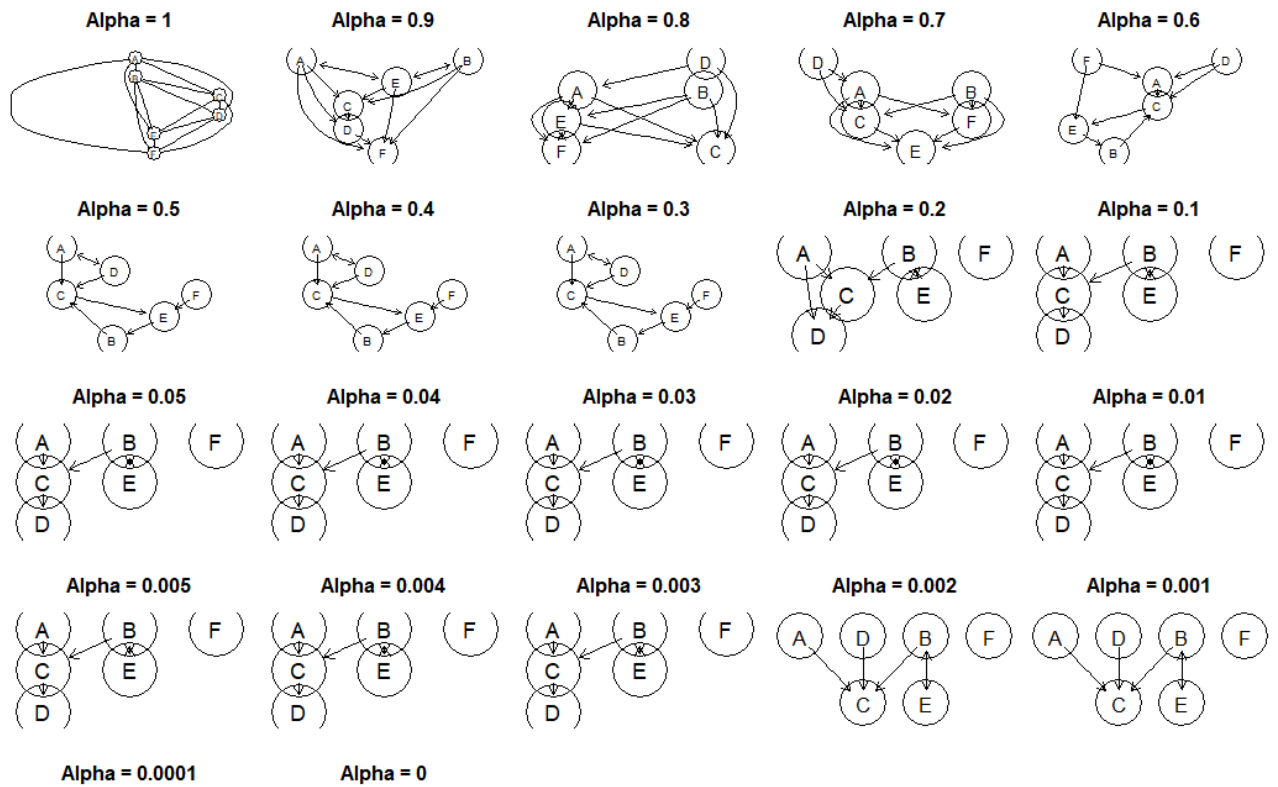 Alpha = 1 Alpha = 0.9 Alpha = 0.8 Alpha = 0.7 Alpha = 0.6
A B C D E F
A B E C D F
D A B E F C
D A B C F E
F D A C E B
Alpha = 0.5 Alpha = 0.4 Alpha = 0.3 Alpha = 0.2 Alpha = 0.1
A D C F E B
A D C F E B
A D C F E B
A B F C E D
A B F C E D
Alpha = 0.05 Alpha = 0.04 Alpha = 0.03 Alpha = 0.02 Alpha = 0.01
A B F A B F A B F A B F A B F
C E C E C E C E C E
D D D D D
Alpha = 0.005 Alpha = 0.004 Alpha = 0.003 Alpha = 0.002 Alpha = 0.001
A B F A B F A B F A D B F A D B F
C E C E C E C E C E
D D D
Alpha = 0.0001 Alpha = 0